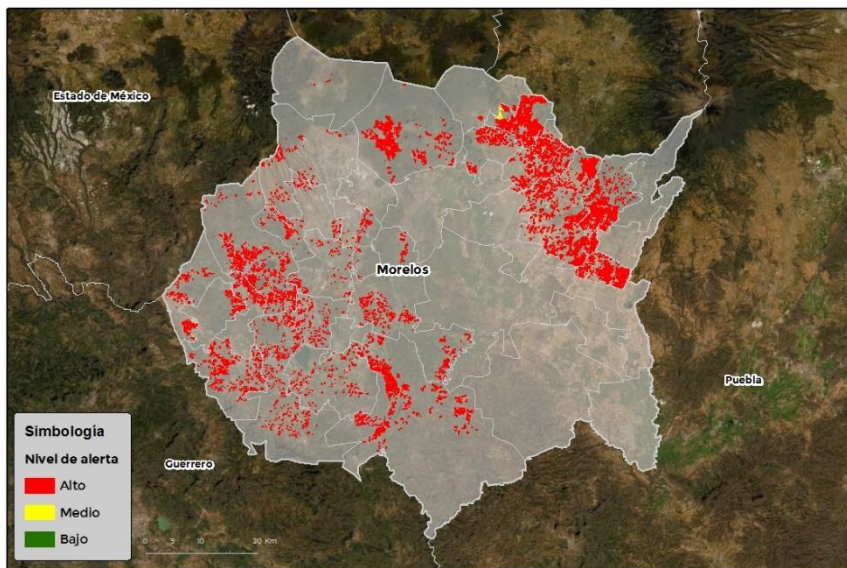 Estado de México
Morelos
Puebla
Guerrero
Simbología
Nivel de alerta
Alto
Medio
Bajo
0 5 10 20 Km